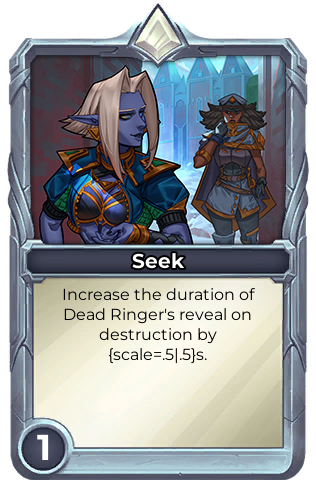 Seek
Increase the duration of
Dead Ringer's reveal on
destruction by
{scale=.5|.5}s.
1